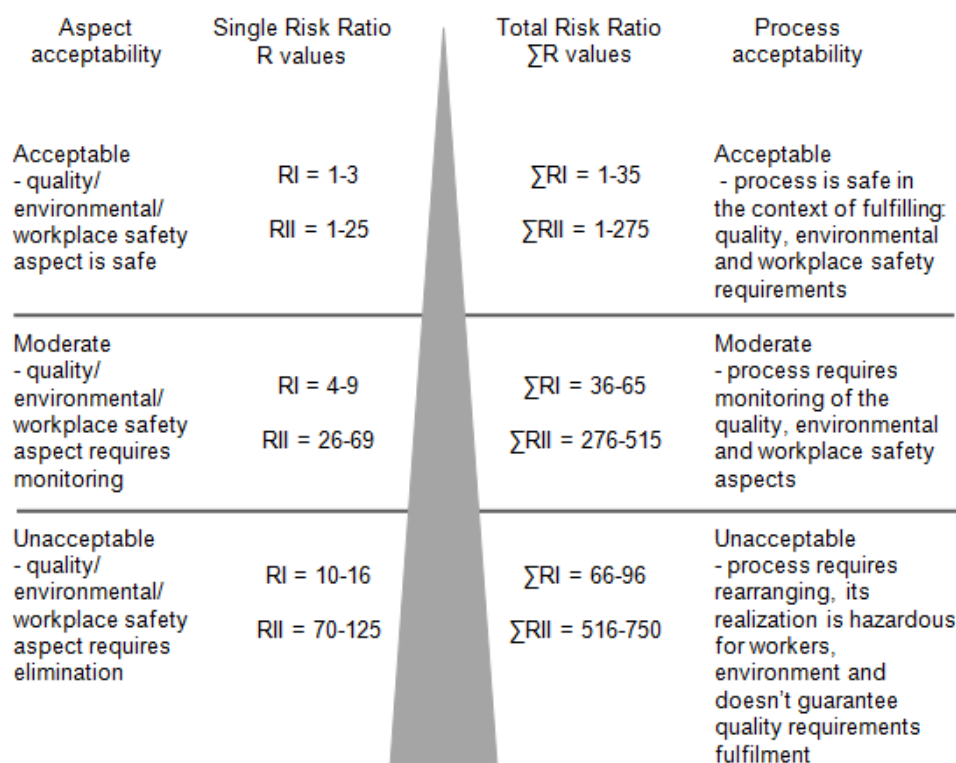 Aspect
acceptability
Single Risk Ratio
R values
Total Risk Ratio
∑R values
Process
acceptability
Acceptable
- quality/
environmental/
workplace safety
aspect is safe
RI = 1-3
RII = 1-25
∑RI = 1-35
∑RII = 1-275
Acceptable
- process is safe in
the context of fulfilling:
quality, environmental
and workplace safety
requirements
Moderate
- quality/
environmental/
workplace safety
aspect requires
monitoring
RI = 4-9
RII = 26-69
∑RI = 36-65
∑RII = 276-515
Moderate
- process requires
monitoring of the
quality, environmental
and workplace safety
aspects
Unacceptable
- quality/
environmental/
workplace safety
aspect requires
elimination
RI = 10-16
RII = 70-125
∑RI = 66-96
∑RII = 516-750
Unacceptable
- process requires
rearranging, its
realization is hazardous
for workers,
environment and
doesn't guarantee
quality requirements
fulfilment